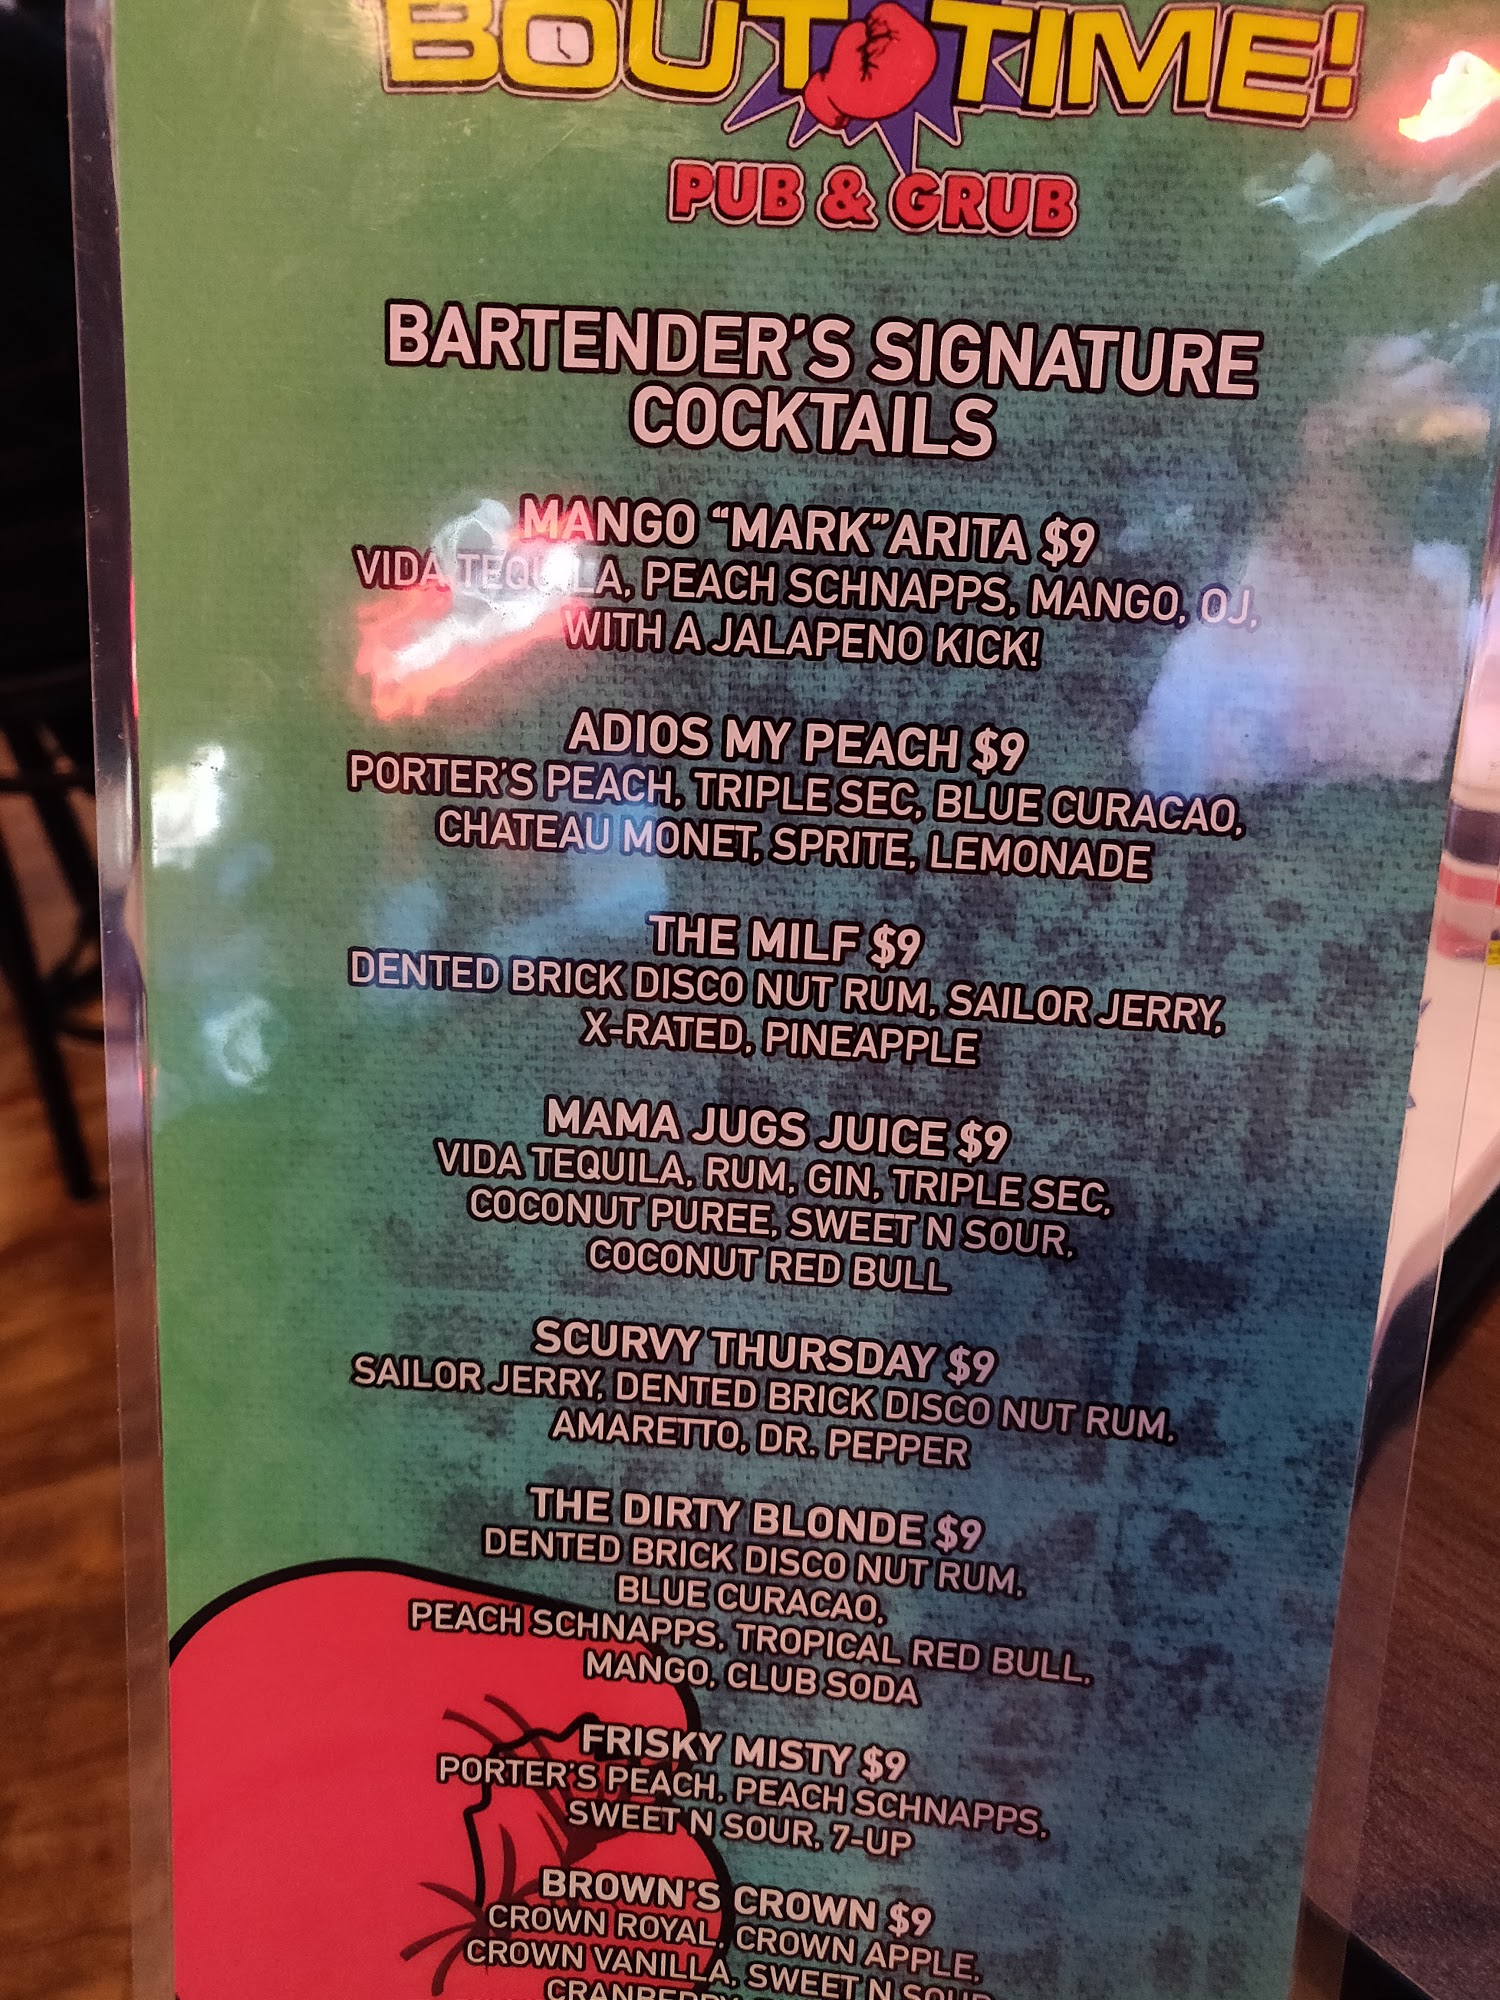 BOUT TIME!
PUB & GRUB
BARTENDER'S SIGNATURE
COCKTAILS
MANGO "MARK"ARITA $9
VIDA TEQUILA, PEACH SCHNAPPS, MANGO, OJ,
WITH A JALAPENO KICK!
ADIOS MY PEACH $9
PORTER'S PEACH, TRIPLE SEC, BLUE CURACAO,
CHATEAU MONET, SPRITE, LEMONADE
THE MILF $9
DENTED BRICK DISCO NUT RUM, SAILOR JERRY,
X-RATED, PINEAPPLE
MAMA JUGS JUICE $9
VIDA TEQUILA, RUM, GIN, TRIPLE SEC,
COCONUT PUREE, SWEET N SOUR,
COCONUT RED BULL
SCURVY THURSDAY $9
SAILOR JERRY, DENTED BRICK DISCO NUT RUM,
AMARETTO, DR. PEPPER
THE DIRTY BLONDE $9
DENTED BRICK DISCO NUT RUM,
BLUE CURACAO,
PEACH SCHNAPPS, TROPICAL RED BULL,
MANGO, CLUB SODA
FRISKY MISTY $9
PORTER'S PEACH, PEACH SCHNAPPS,
SWEET N SOUR, 7-UP
BROWN'S CROWN $9
CROWN ROYAL, CROWN APPLE,
CROWN VANILLA, SWEET N SOUR
CRANBERRY